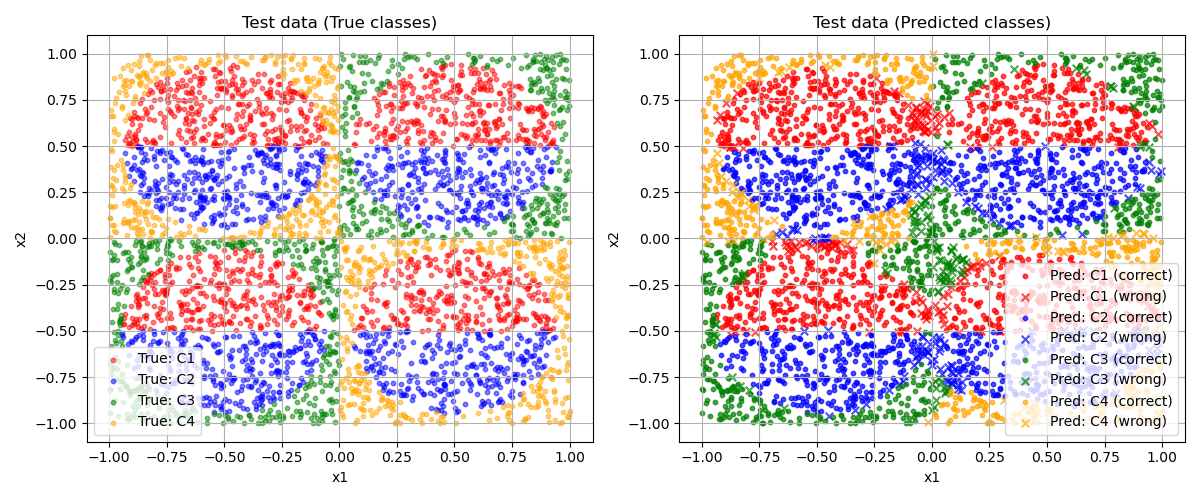 Test data (True classes)
x2
1.00
0.75
0.50
0.25
0.00
−0.25
−0.50
−0.75
−1.00
−1.00 −0.75 −0.50 −0.25 0.00 0.25 0.50 0.75 1.00
x1
True: C1
True: C2
True: C3
True: C4
Test data (Predicted classes)
x2
1.00
0.75
0.50
0.25
0.00
−0.25
−0.50
−0.75
−1.00
−1.00 −0.75 −0.50 −0.25 0.00 0.25 0.50 0.75 1.00
x1
Pred: C1 (correct)
Pred: C1 (wrong)
Pred: C2 (correct)
Pred: C2 (wrong)
Pred: C3 (correct)
Pred: C3 (wrong)
Pred: C4 (correct)
Pred: C4 (wrong)